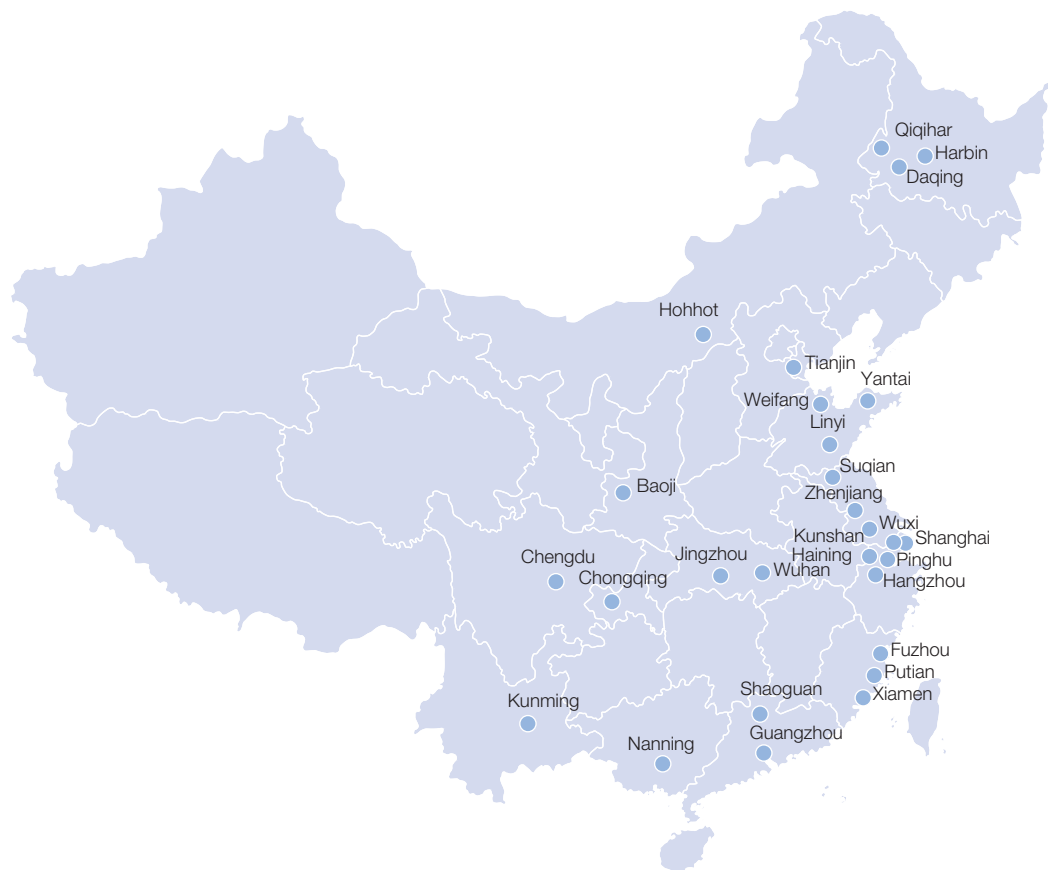 Qiqihar
Harbin
Daqing
Hohhot
Tianjin
Yantai
Weifang
Linyi
Suqian
Baoji
Zhenjiang
Wuxi
Kunshan
Shanghai
Haining
Pinghu
Chengdu
Jingzhou
Wuhan
Chongqing
Hangzhou
Fuzhou
Putian
Xiamen
Shaoguan
Kunming
Guangzhou
Nanning